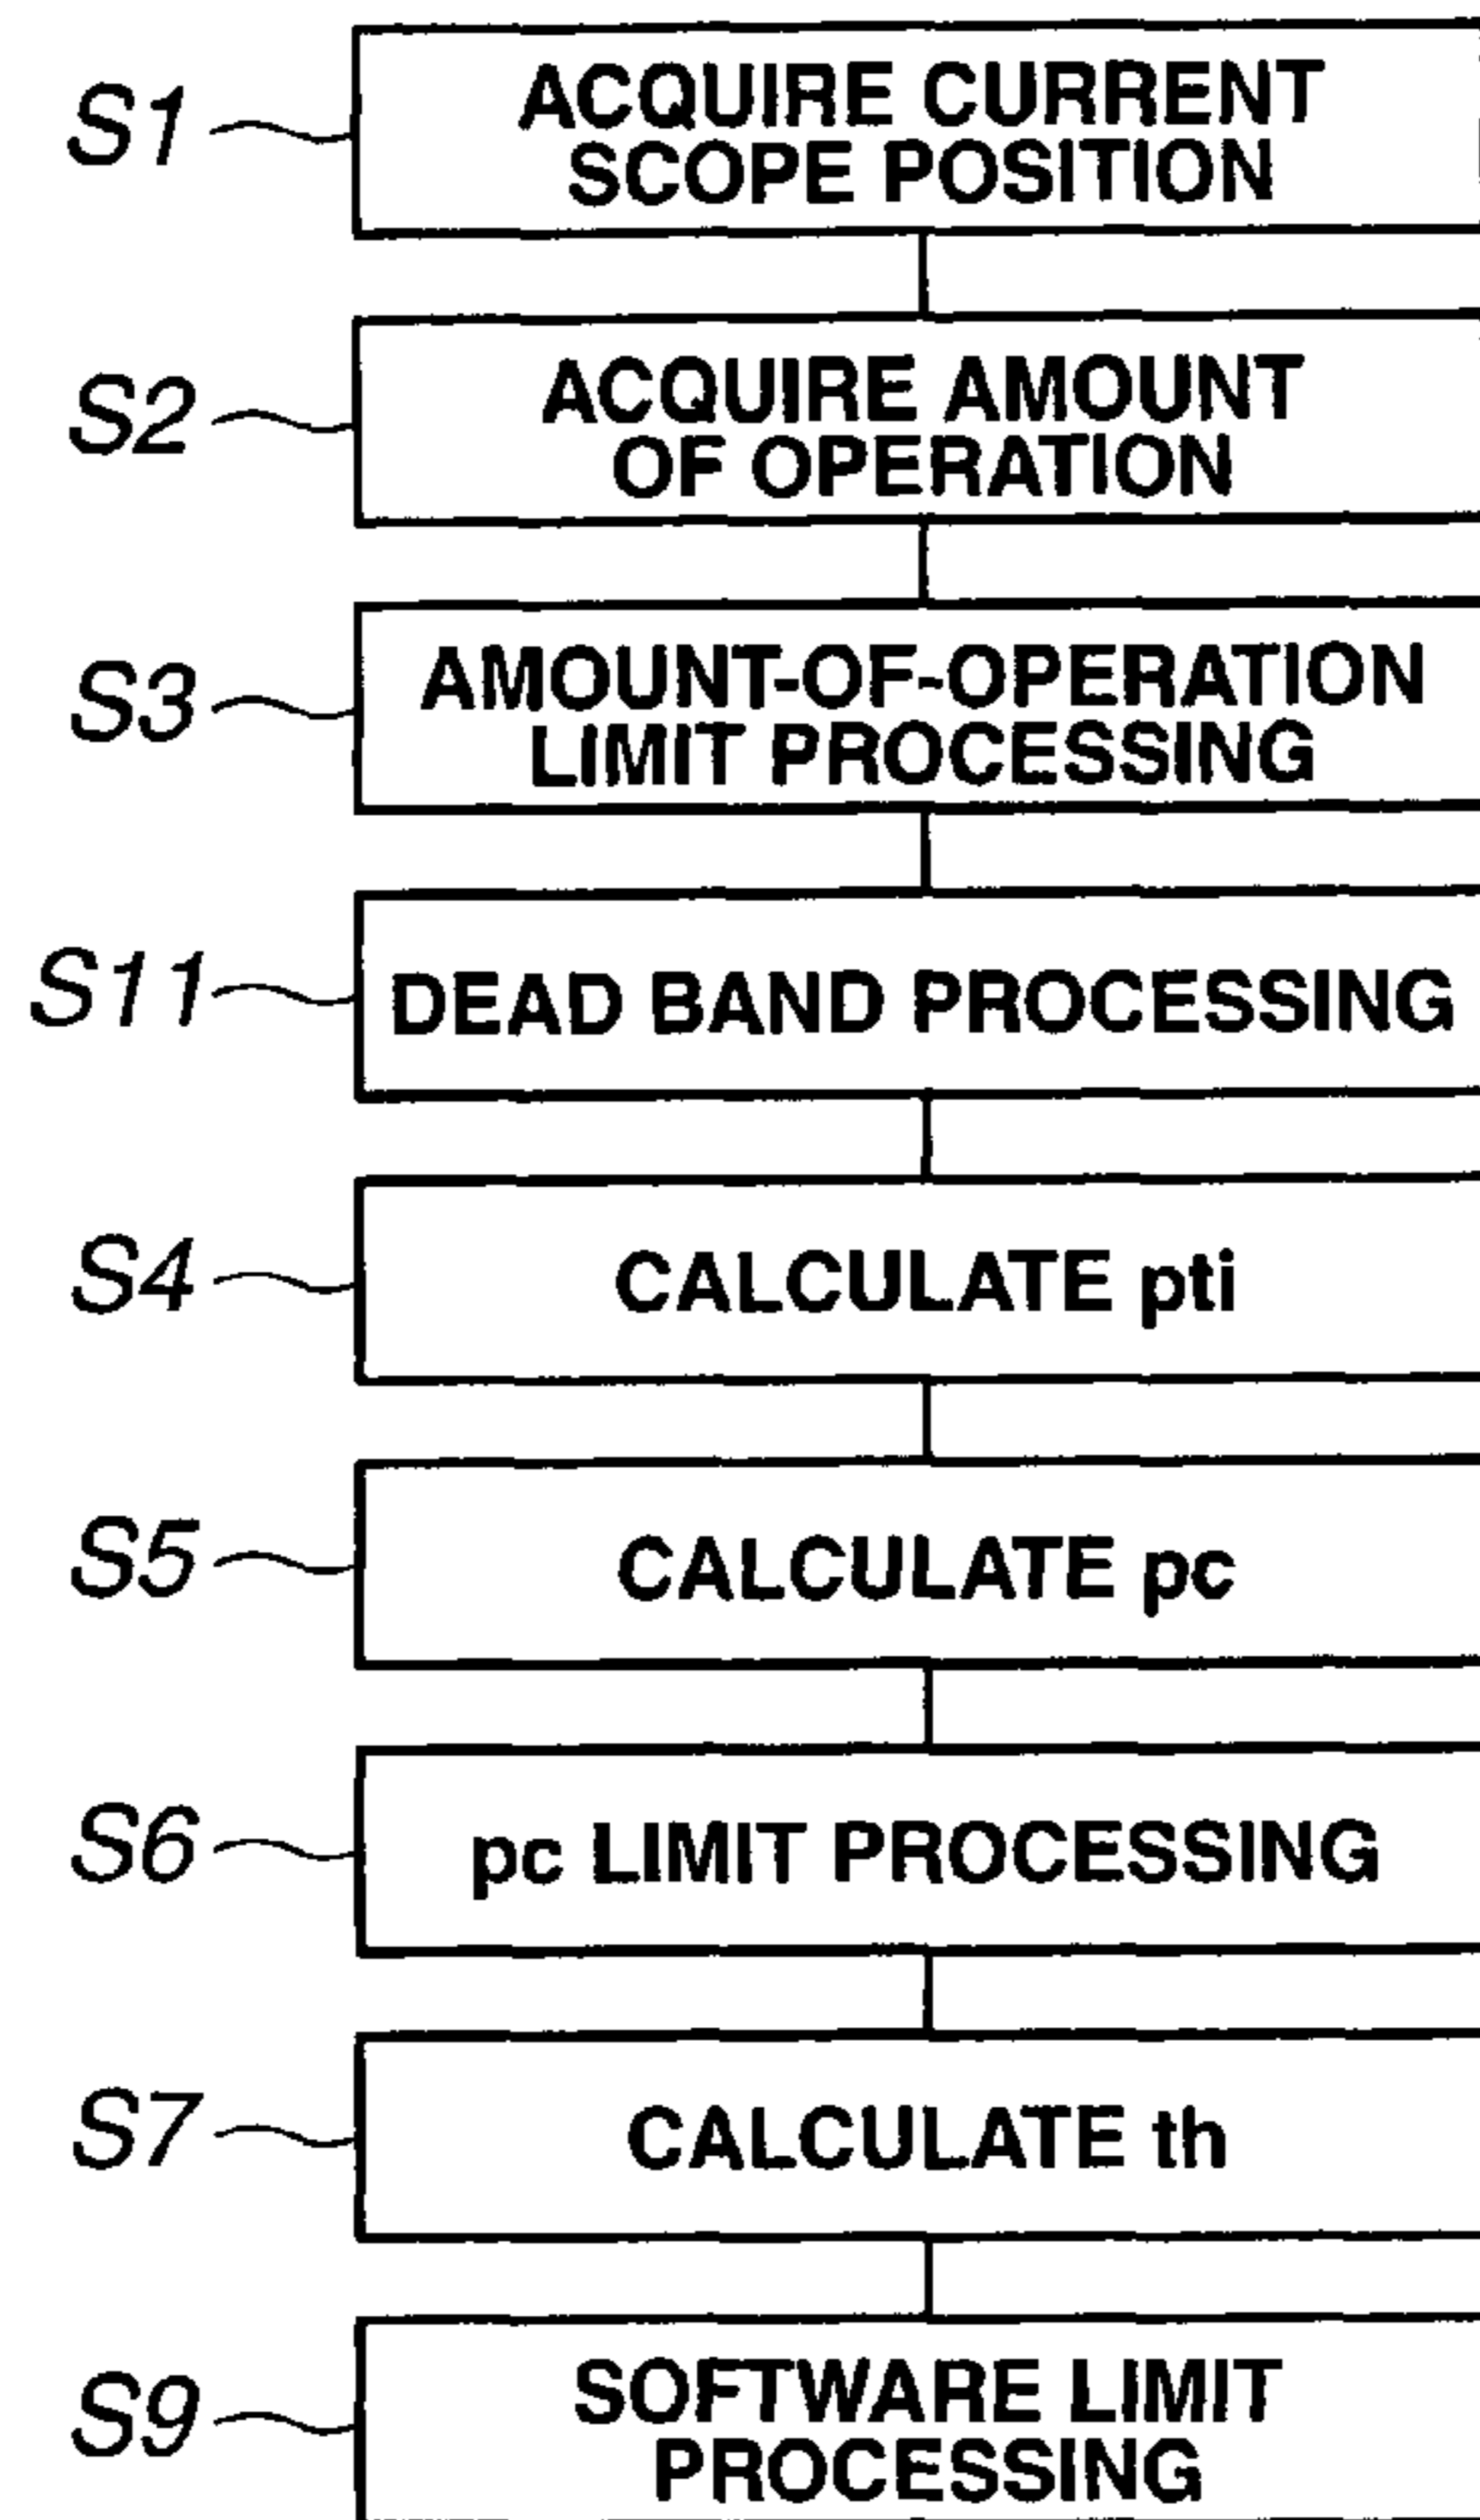 S1
ACQUIRE CURRENT
SCOPE POSITION
S2
ACQUIRE AMOUNT
OF OPERATION
S3
AMOUNT-OF-OPERATION
LIMIT PROCESSING
S11
DEAD BAND PROCESSING
S4
CALCULATE pti
S5
CALCULATE pc
S6
pc LIMIT PROCESSING
S7
CALCULATE th
S9
SOFTWARE LIMIT
PROCESSING